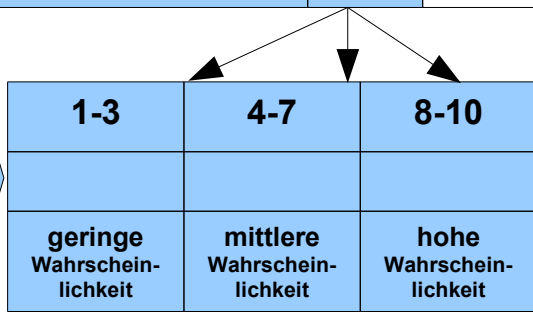 1-3 4-7 8-10
geringe mittlere hohe
Wahrschein- Wahrschein- Wahrschein-
lichkeit lichkeit lichkeit